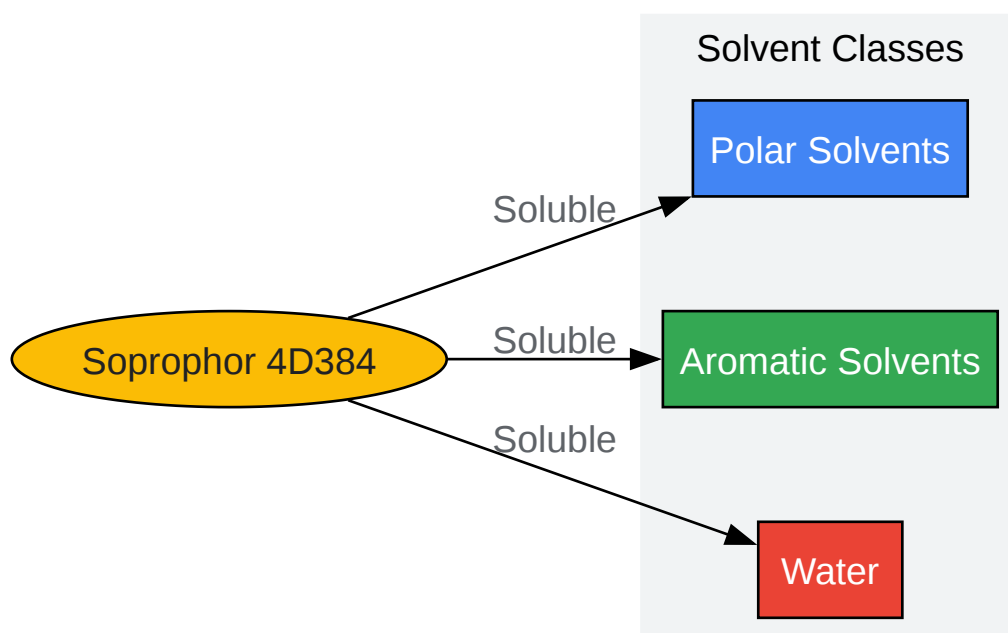 Solvent Classes
Polar Solvents
Soluble
Soprophor 4D384
Soluble
Aromatic Solvents
Soluble
Water